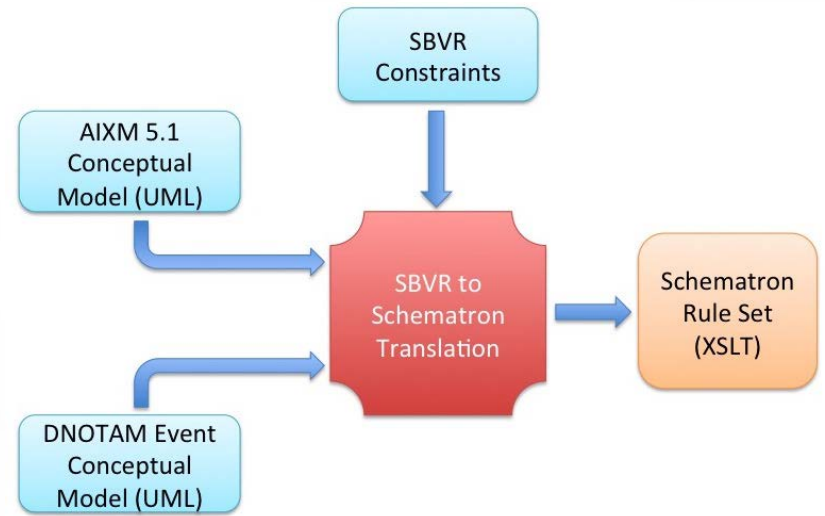 SBVR
Constraints
AIXM 5.1
Conceptual
Model (UML)
SBVR to
Schematron
Translation
Schematron
Rule Set
(XSLT)
DNOTAM Event
Conceptual
Model (UML)